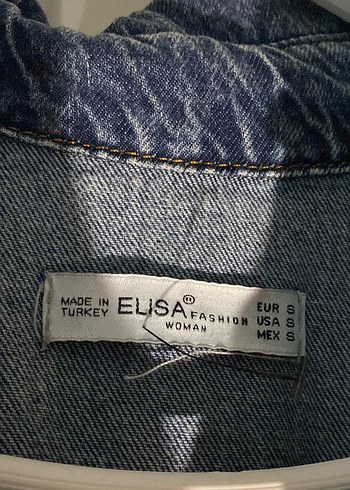 MADE IN
TURKEY
ELISA
FASHION
WOMAN
EUR S
USA S
MEX S